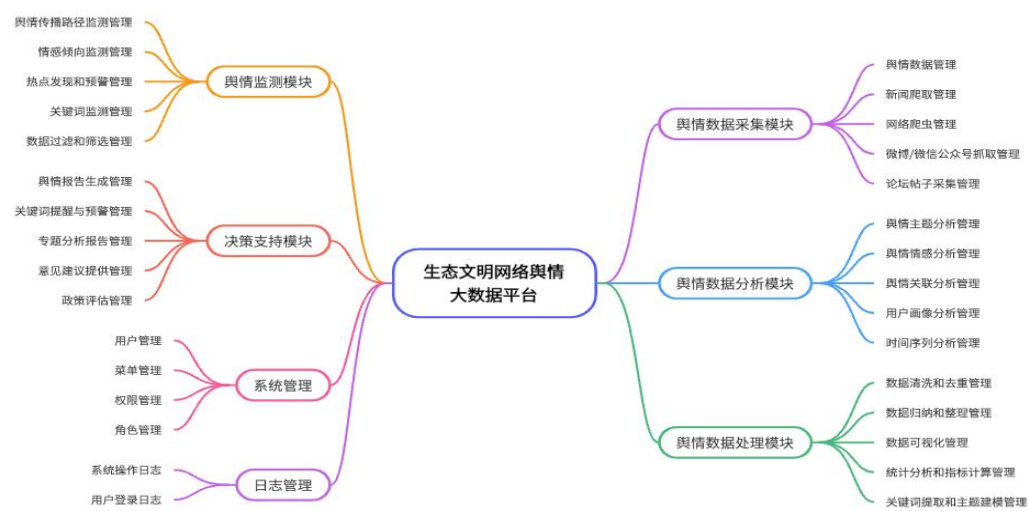 生态文明网络舆情
大数据平台
舆情监测模块
舆情传播路径监测管理
情感倾向监测管理
热点发现和预警管理
关键词监测管理
数据过滤和筛选管理
决策支持模块
舆情报告生成管理
关键词提醒与预警管理
专题分析报告管理
意见建议提供管理
政策评估管理
系统管理
用户管理
菜单管理
权限管理
角色管理
日志管理
系统操作日志
用户登录日志
舆情数据采集模块
舆情数据管理
新闻爬取管理
网络爬虫管理
微博/微信公众号抓取管理
论坛帖子采集管理
舆情数据分析模块
舆情主题分析管理
舆情情感分析管理
舆情关联分析管理
用户画像分析管理
时间序列分析管理
舆情数据处理模块
数据清洗和去重管理
数据归纳和整理管理
数据可视化管理
统计分析和指标计算管理
关键词提取和主题建模管理